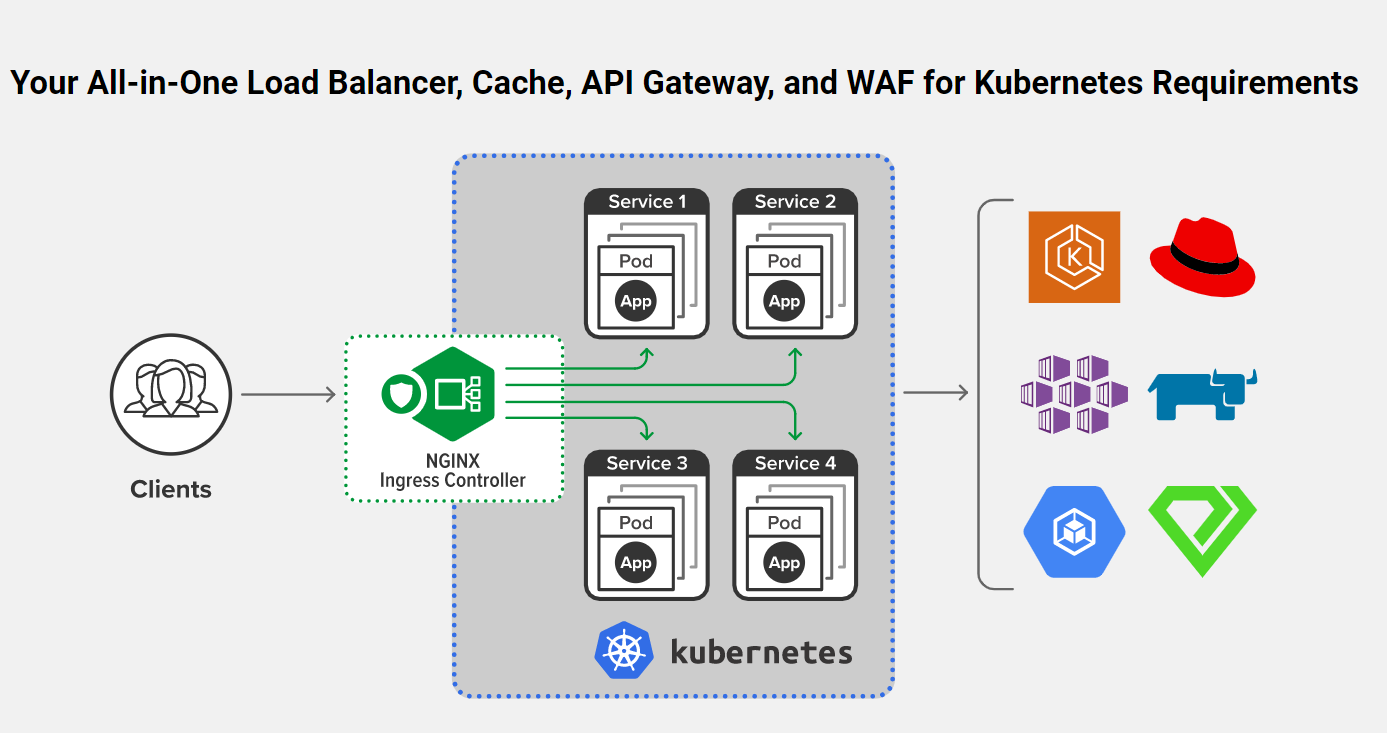 Your All-in-One Load Balancer, Cache, API Gateway, and WAF for Kubernetes Requirements
Service 1
Pod
App
Service 2
Pod
App
Clients
NGINX
Ingress Controller
Service 3
Pod
App
Service 4
Pod
App
kubernetes
K